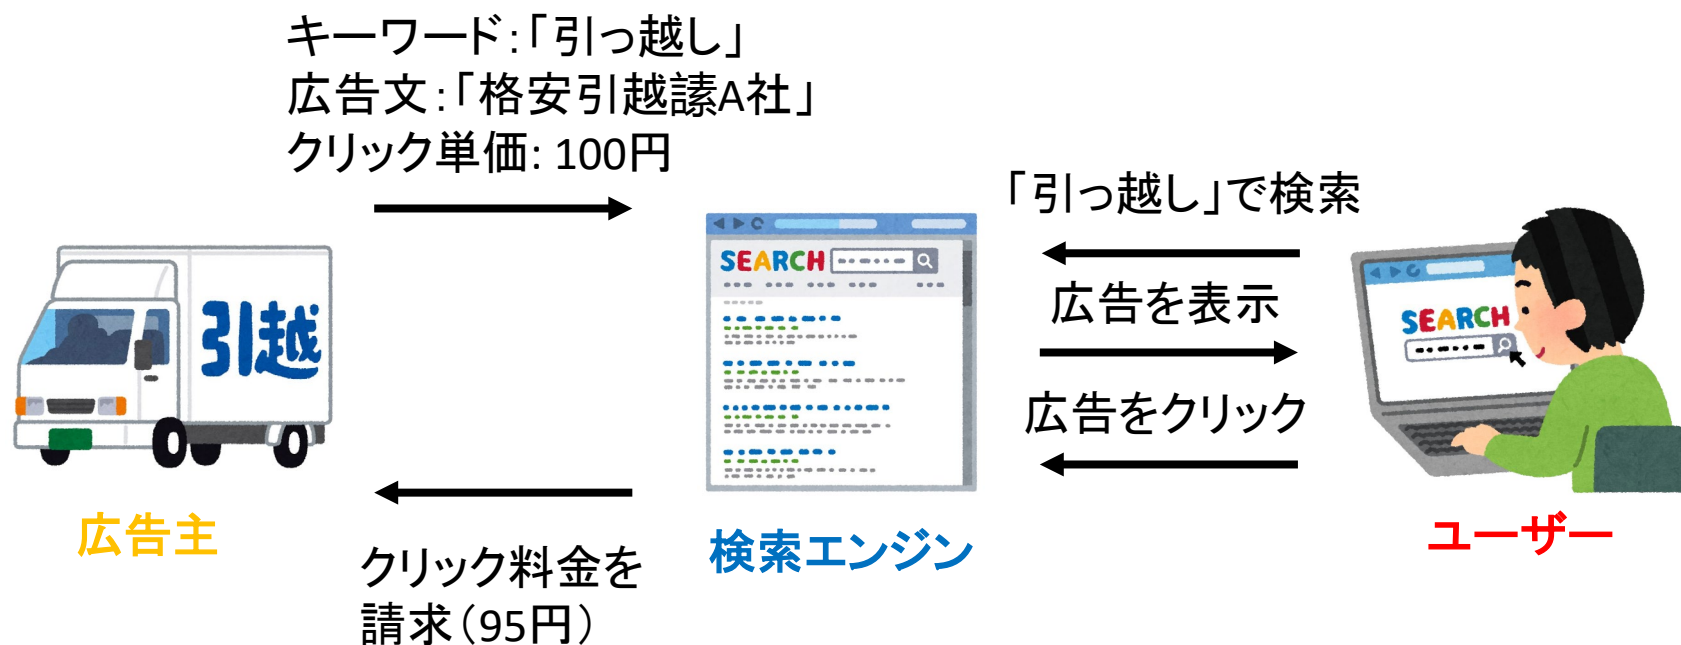 キーワード:「引っ越し」
広告文:「格安引越謜A社」
クリック単価: 100円
「引っ越し」で検索
SEARCH
広告を表示
SEARCH
引越
広告をクリック
広告主
検索エンジン
ユーザー
クリック料金を
請求(95円)